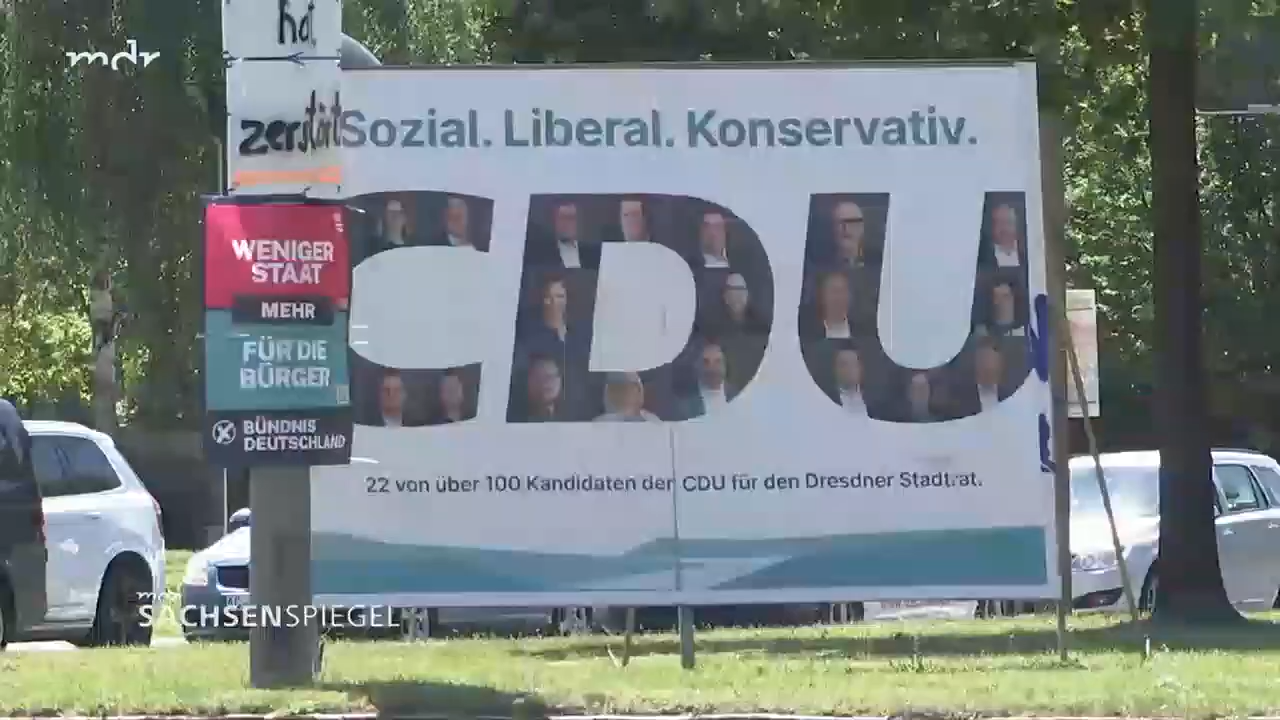 mdr
hat
zerstört
Sozial. Liberal. Konservativ.
CDU
WENIGER
STAAT
MEHR
FÜR DIE
BÜRGER
BÜNDNIS
DEUTSCHLAND
22 von über 100 Kandidaten der CDU für den Dresdner Stadtrat.
mdr
SACHSENSPIEGEL